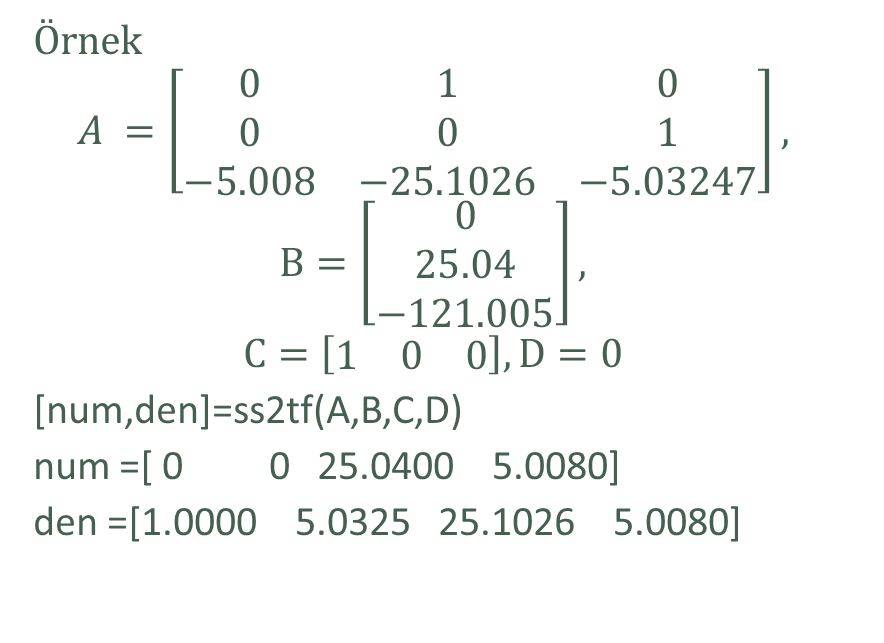 Örnek
A = [ 0 1 0
0 0 1
−5.008 −25.1026 −5.03247 ],
B = [ 0
25.04
−121.005 ],
C = [1 0 0], D = 0
[num,den]=ss2tf(A,B,C,D)
num =[ 0 0 25.0400 5.0080]
den =[1.0000 5.0325 25.1026 5.0080]